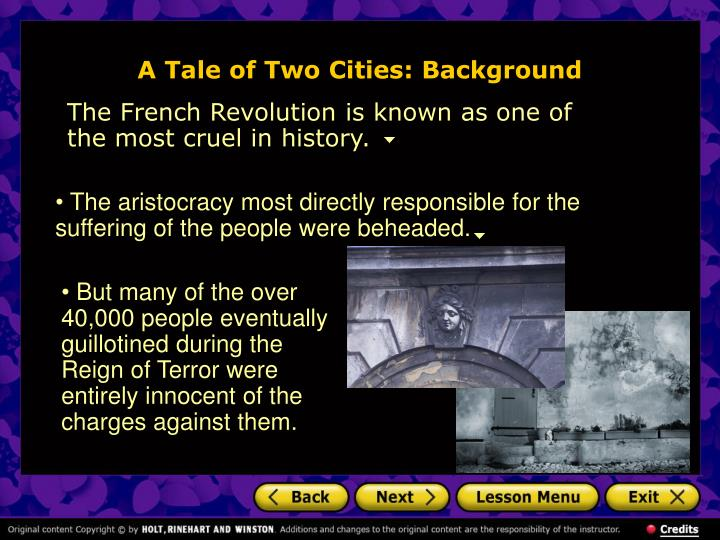 A Tale of Two Cities: Background
The French Revolution is known as one of
the most cruel in history.
• The aristocracy most directly responsible for the
suffering of the people were beheaded.
• But many of the over
40,000 people eventually
guillotined during the
Reign of Terror were
entirely innocent of the
charges against them.
Back Next Lesson Menu Exit
Original content Copyright © by HOLT, RINEHART AND WINSTON. Additions and changes to the original content are the responsibility of the instructor. Credits